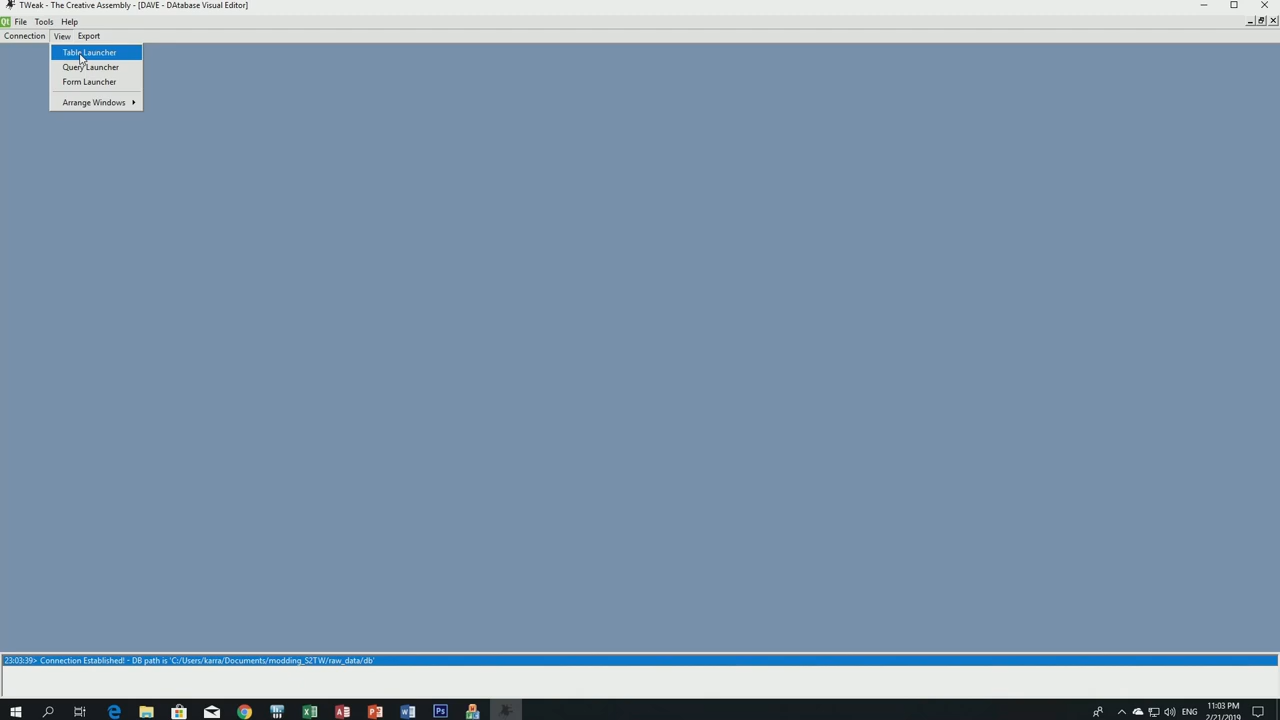 TWeak - The Creative Assembly - [DAVE - DAtabase Visual Editor]
Qt File Tools Help
Connection View Export
Table Launcher
Query Launcher
Form Launcher
Arrange Windows
23:03:39> Connection Established! - DB path is 'C:/Users/karra/Documents/modding_S2TW/raw_data/db'
ENG
11:03 PM
2/21/2019